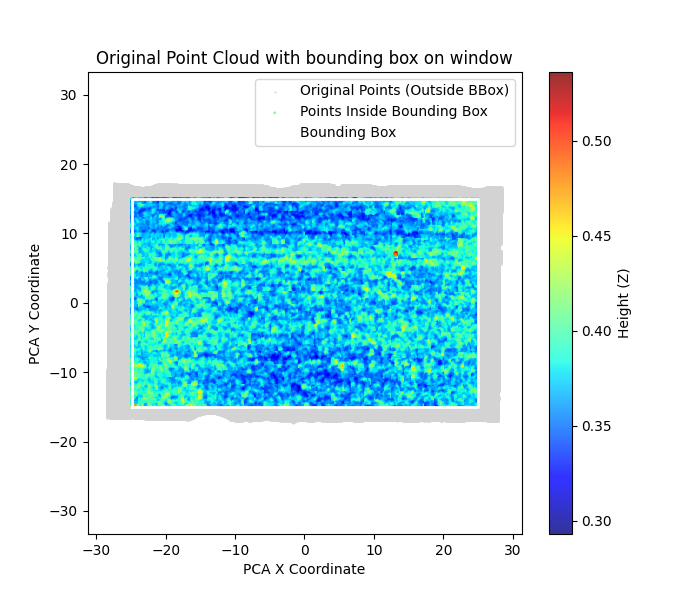 Original Point Cloud with bounding box on window
Original Points (Outside BBox)
Points Inside Bounding Box
Bounding Box
30
20
10
0
−10
−20
−30
PCA Y Coordinate
−30
−20
−10
0
10
20
30
PCA X Coordinate
0.50
0.45
0.40
0.35
0.30
Height (Z)